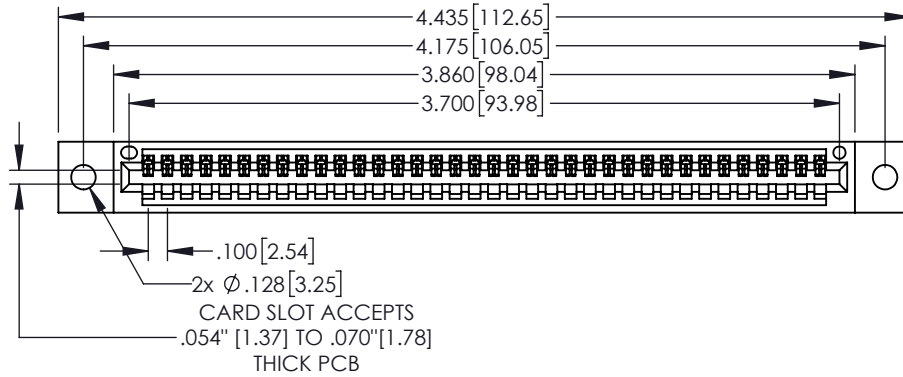 4.435[112.65]
4.175[106.05]
3.860[98.04]
3.700[93.98]
.100[2.54]
2x Ø.128[3.25]
CARD SLOT ACCEPTS
.054" [1.37] TO .070"[1.78]
THICK PCB